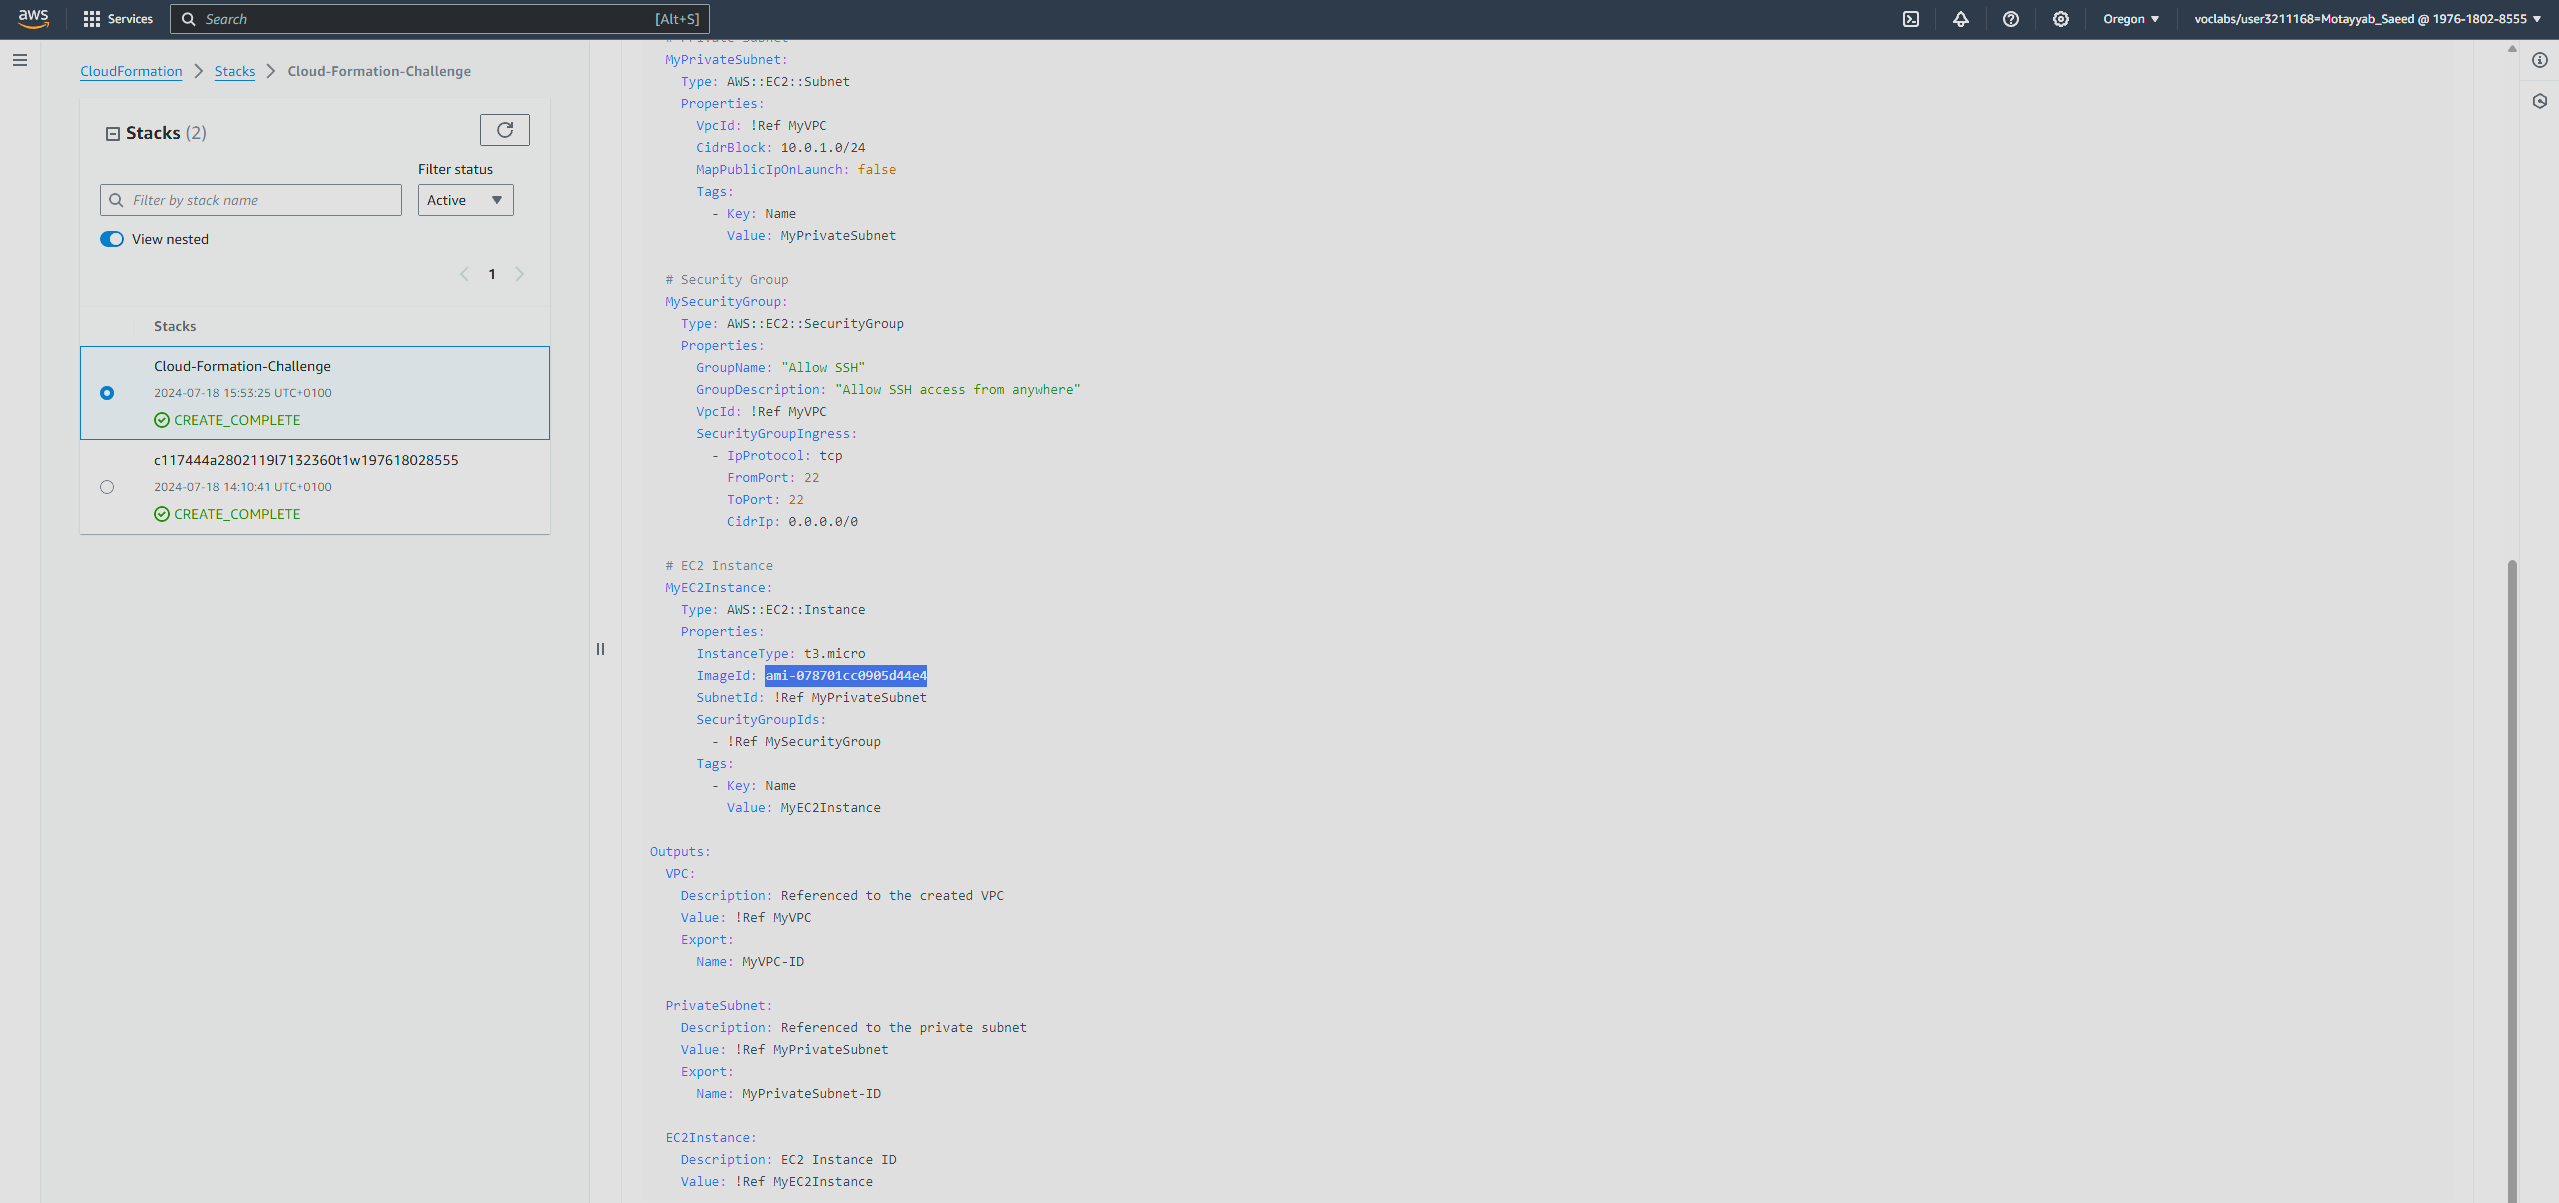 aws
Services
Search
[Alt+S]
Oregon
voclabs/user3211168=Motayyab_Saeed @ 1976-1802-8555
CloudFormation > Stacks > Cloud-Formation-Challenge
Stacks (2)
Filter status
Filter by stack name
Active
View nested
1
Stacks
Cloud-Formation-Challenge
2024-07-18 15:53:25 UTC+0100
CREATE_COMPLETE
c117444a2802119l7132360t1w197618028555
2024-07-18 14:10:41 UTC+0100
CREATE_COMPLETE
# Private Subnet
MyPrivateSubnet:
Type: AWS::EC2::Subnet
Properties:
VpcId: !Ref MyVPC
CidrBlock: 10.0.1.0/24
MapPublicIpOnLaunch: false
Tags:
- Key: Name
Value: MyPrivateSubnet
# Security Group
MySecurityGroup:
Type: AWS::EC2::SecurityGroup
Properties:
GroupName: "Allow SSH"
GroupDescription: "Allow SSH access from anywhere"
VpcId: !Ref MyVPC
SecurityGroupIngress:
- IpProtocol: tcp
FromPort: 22
ToPort: 22
CidrIp: 0.0.0.0/0
# EC2 Instance
MyEC2Instance:
Type: AWS::EC2::Instance
Properties:
InstanceType: t3.micro
ImageId: ami-078701cc0905d44e4
SubnetId: !Ref MyPrivateSubnet
SecurityGroupIds:
- !Ref MySecurityGroup
Tags:
- Key: Name
Value: MyEC2Instance
Outputs:
VPC:
Description: Referenced to the created VPC
Value: !Ref MyVPC
Export:
Name: MyVPC-ID
PrivateSubnet:
Description: Referenced to the private subnet
Value: !Ref MyPrivateSubnet
Export:
Name: MyPrivateSubnet-ID
EC2Instance:
Description: EC2 Instance ID
Value: !Ref MyEC2Instance